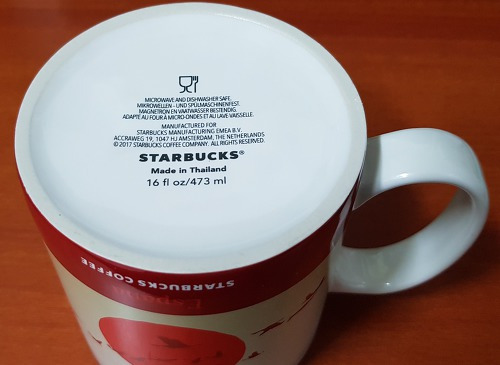 MICROWAVE AND DISHWASHER SAFE.
MIKROWELLEN - UND SPÜLMASCHINENFEST.
MAGNETRON EN VAATWASSER BESTENDIG.
ADAPTÉ AU FOUR À MICRO-ONDES ET AU LAVE-VAISSELLE.
MANUFACTURED FOR
STARBUCKS MANUFACTURING EMEA B.V.
ACCRAWEG 19, 1047 HJ AMSTERDAM, THE NETHERLANDS
© 2017 STARBUCKS COFFEE COMPANY. ALL RIGHTS RESERVED.
STARBUCKS®
Made in Thailand
16 fl oz/473 ml
STARBUCKS COFFEE